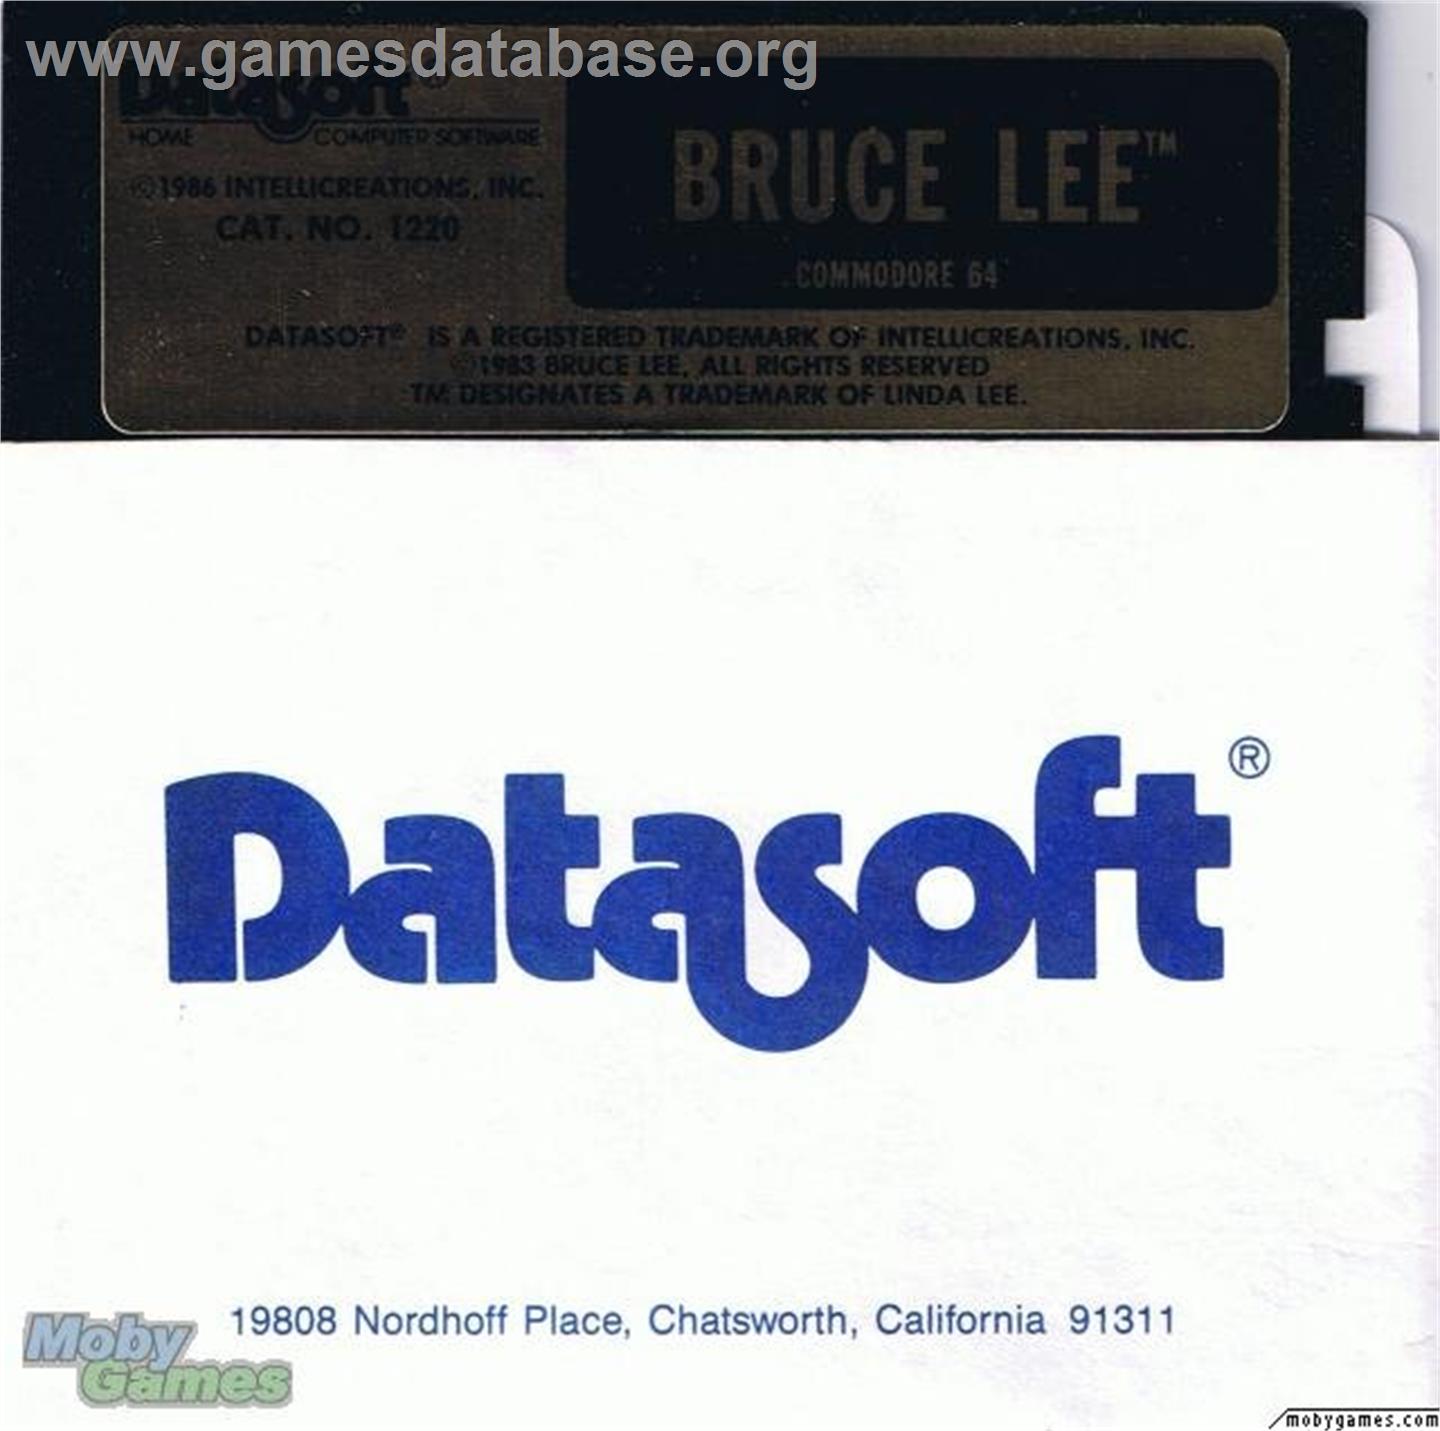 www.gamesdatabase.org
Datasoft®
HOME COMPUTER SOFTWARE
©1986 INTELLICREATIONS, INC.
CAT. NO. 1220
BRUCE LEE™
COMMODORE 64
DATASOFT® IS A REGISTERED TRADEMARK OF INTELLICREATIONS, INC.
©1983 BRUCE LEE, ALL RIGHTS RESERVED
TM DESIGNATES A TRADEMARK OF LINDA LEE.
Datasoft®
19808 Nordhoff Place, Chatsworth, California 91311
Moby
Games
mobygames.com